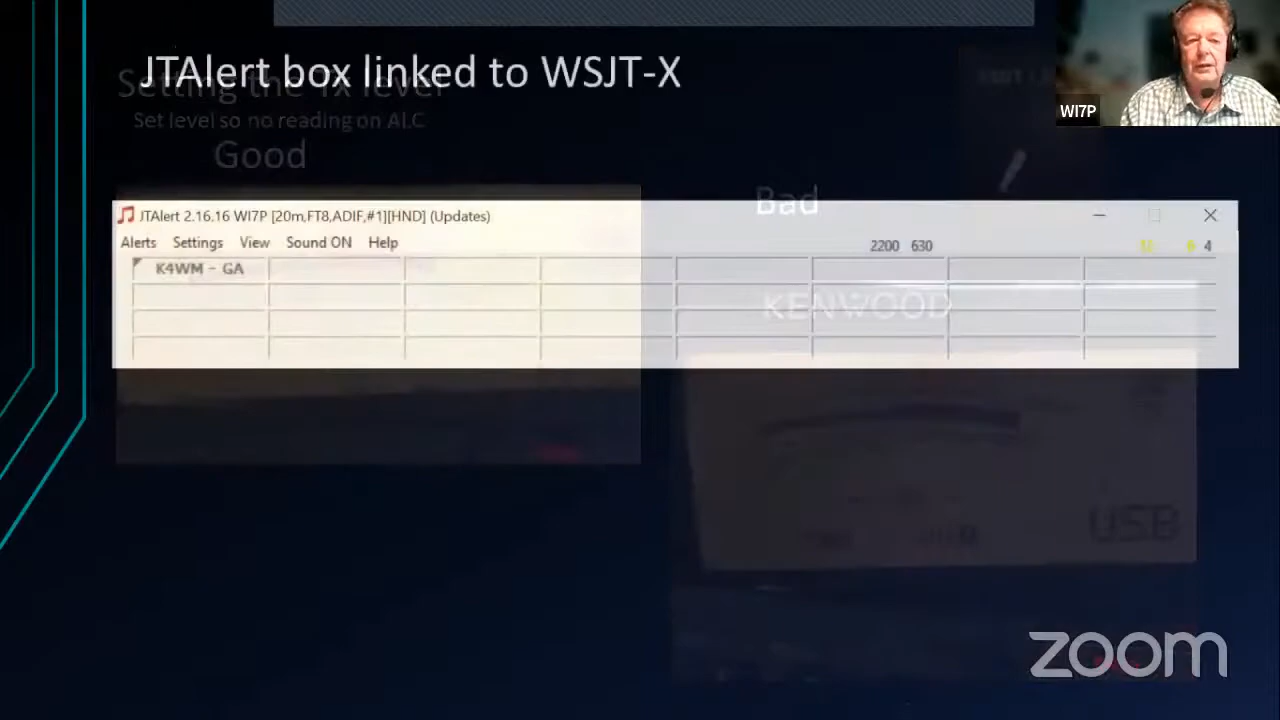 JTAlert box linked to WSJT-X
Setting the Tx level
Set level so no reading on ALC
Good
Bad
WI7P
JTAlert 2.16.16 WI7P [20m,FT8,ADIF,#1][HND] (Updates)
Alerts Settings View Sound ON Help
2200 630
4
K4WM - GA
KENWOOD
USB
zoom